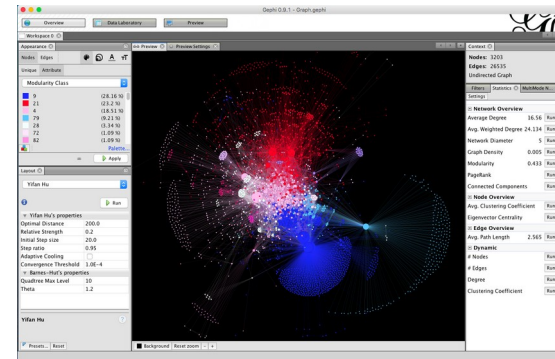 Gephi 0.9.1 - Graph.gephi
Overview
Data Laboratory
Preview
Workspace 0
Appearance
Nodes Edges
Unique Attribute
Modularity Class
9 (28.16 %)
21 (23.2 %)
4 (18.51 %)
79 (9.21 %)
28 (3.34 %)
72 (1.09 %)
82 (1.09 %)
Palette...
Apply
Layout
Yifan Hu
Run
Yifan Hu's properties
Optimal Distance 200.0
Relative Strength 0.2
Initial Step size 20.0
Step ratio 0.95
Adaptive Cooling
Convergence Threshold 1.0E-4
Barnes-Hut's properties
Quadtree Max Level 10
Theta 1.2
Yifan Hu
Presets... Reset
Preview
Preview Settings
Background Reset zoom - +
Context
Nodes: 3203
Edges: 26535
Undirected Graph
Filters Statistics MultiMode N...
Settings
Network Overview
Average Degree 16.56 Run
Avg. Weighted Degree 24.134 Run
Network Diameter 5 Run
Graph Density 0.005 Run
Modularity 0.433 Run
PageRank Run
Connected Components Run
Node Overview
Avg. Clustering Coefficient Run
Eigenvector Centrality Run
Edge Overview
Avg. Path Length 2.565 Run
Dynamic
# Nodes Run
# Edges Run
Degree Run
Clustering Coefficient Run